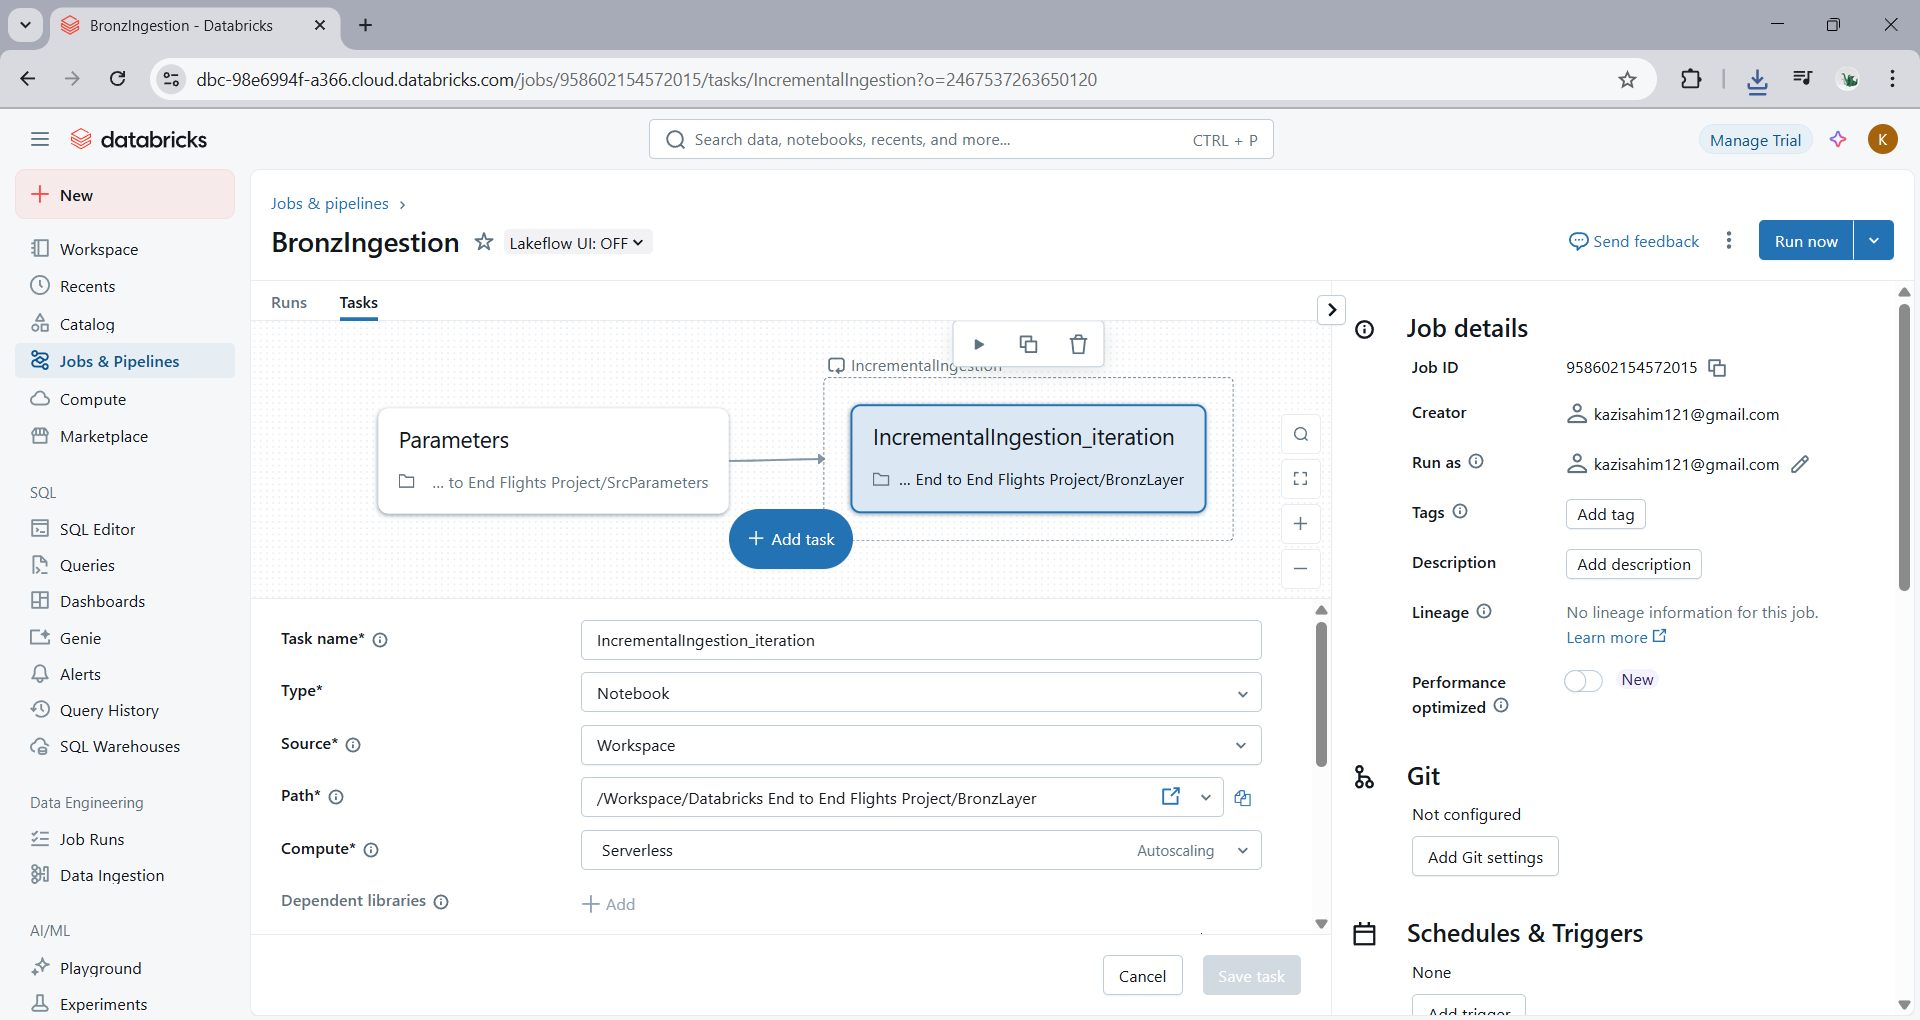 BronzIngestion - Databricks
dbc-98e6994f-a366.cloud.databricks.com/jobs/958602154572015/tasks/IncrementalIngestion?o=2467537263650120
databricks
Search data, notebooks, recents, and more...
CTRL + P
Manage Trial
K
New
Workspace
Recents
Catalog
Jobs & Pipelines
Compute
Marketplace
SQL
SQL Editor
Queries
Dashboards
Genie
Alerts
Query History
SQL Warehouses
Data Engineering
Job Runs
Data Ingestion
AI/ML
Playground
Experiments
Jobs & pipelines
BronzIngestion
Lakeflow UI: OFF
Send feedback
Run now
Runs
Tasks
IncrementalIngestion
Parameters
... to End Flights Project/SrcParameters
IncrementalIngestion_iteration
... End to End Flights Project/BronzLayer
Add task
Task name*
IncrementalIngestion_iteration
Type*
Notebook
Source*
Workspace
Path*
/Workspace/Databricks End to End Flights Project/BronzLayer
Compute*
Serverless
Autoscaling
Dependent libraries
Add
Cancel
Save task
Job details
Job ID
958602154572015
Creator
kazisahim121@gmail.com
Run as
kazisahim121@gmail.com
Tags
Add tag
Description
Add description
Lineage
No lineage information for this job.
Learn more
Performance
optimized
New
Git
Not configured
Add Git settings
Schedules & Triggers
None
Add trigger